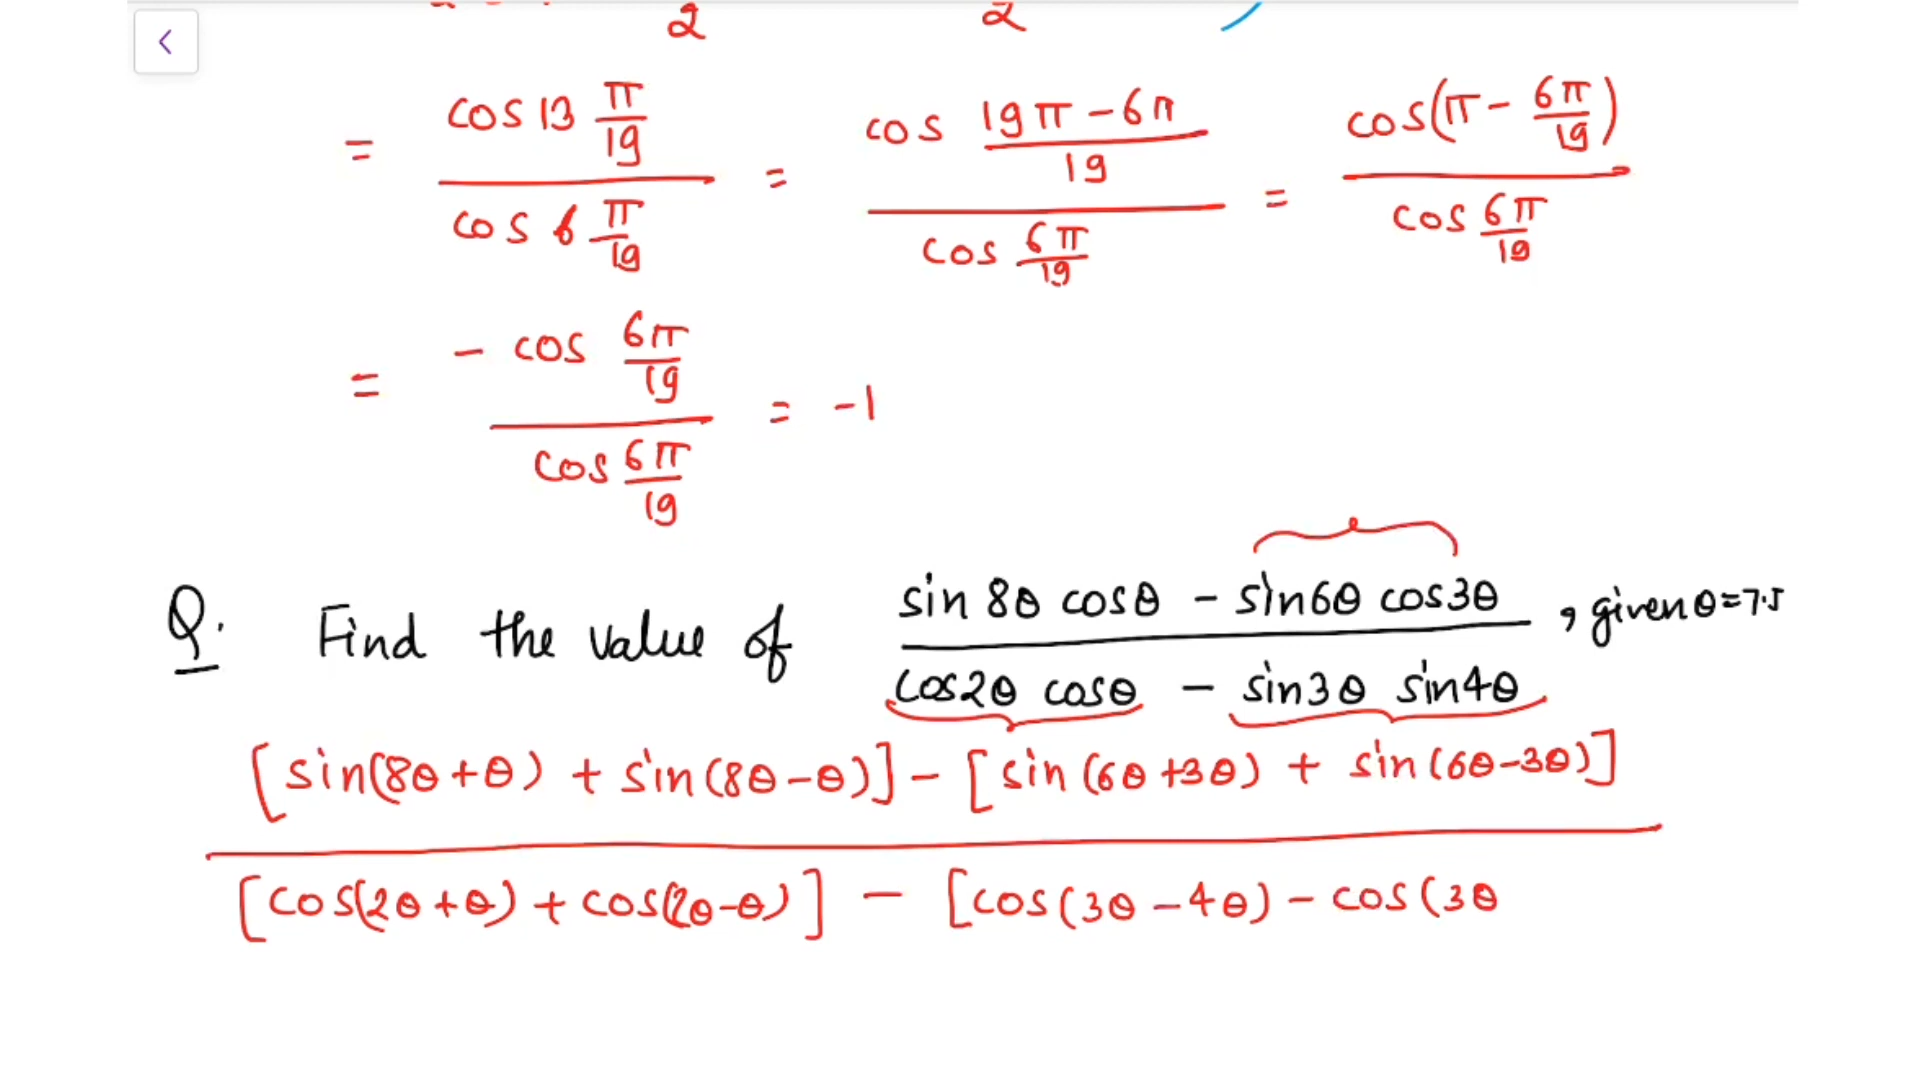 2 2
= cos 13 π/19 / cos 6 π/19 = cos (19π - 6π)/19 / cos 6π/19 = cos(π - 6π/19) / cos 6π/19
= - cos 6π/19 / cos 6π/19 = -1
Q. Find the value of sin 8θ cosθ - sin6θ cos3θ / cos2θ cosθ - sin3θ sin4θ , given θ=7.5
[sin(8θ+θ) + sin(8θ-θ)] - [sin(6θ+3θ) + sin(6θ-3θ)]
[cos(2θ+θ) + cos(2θ-θ)] - [cos(3θ-4θ) - cos(3θ